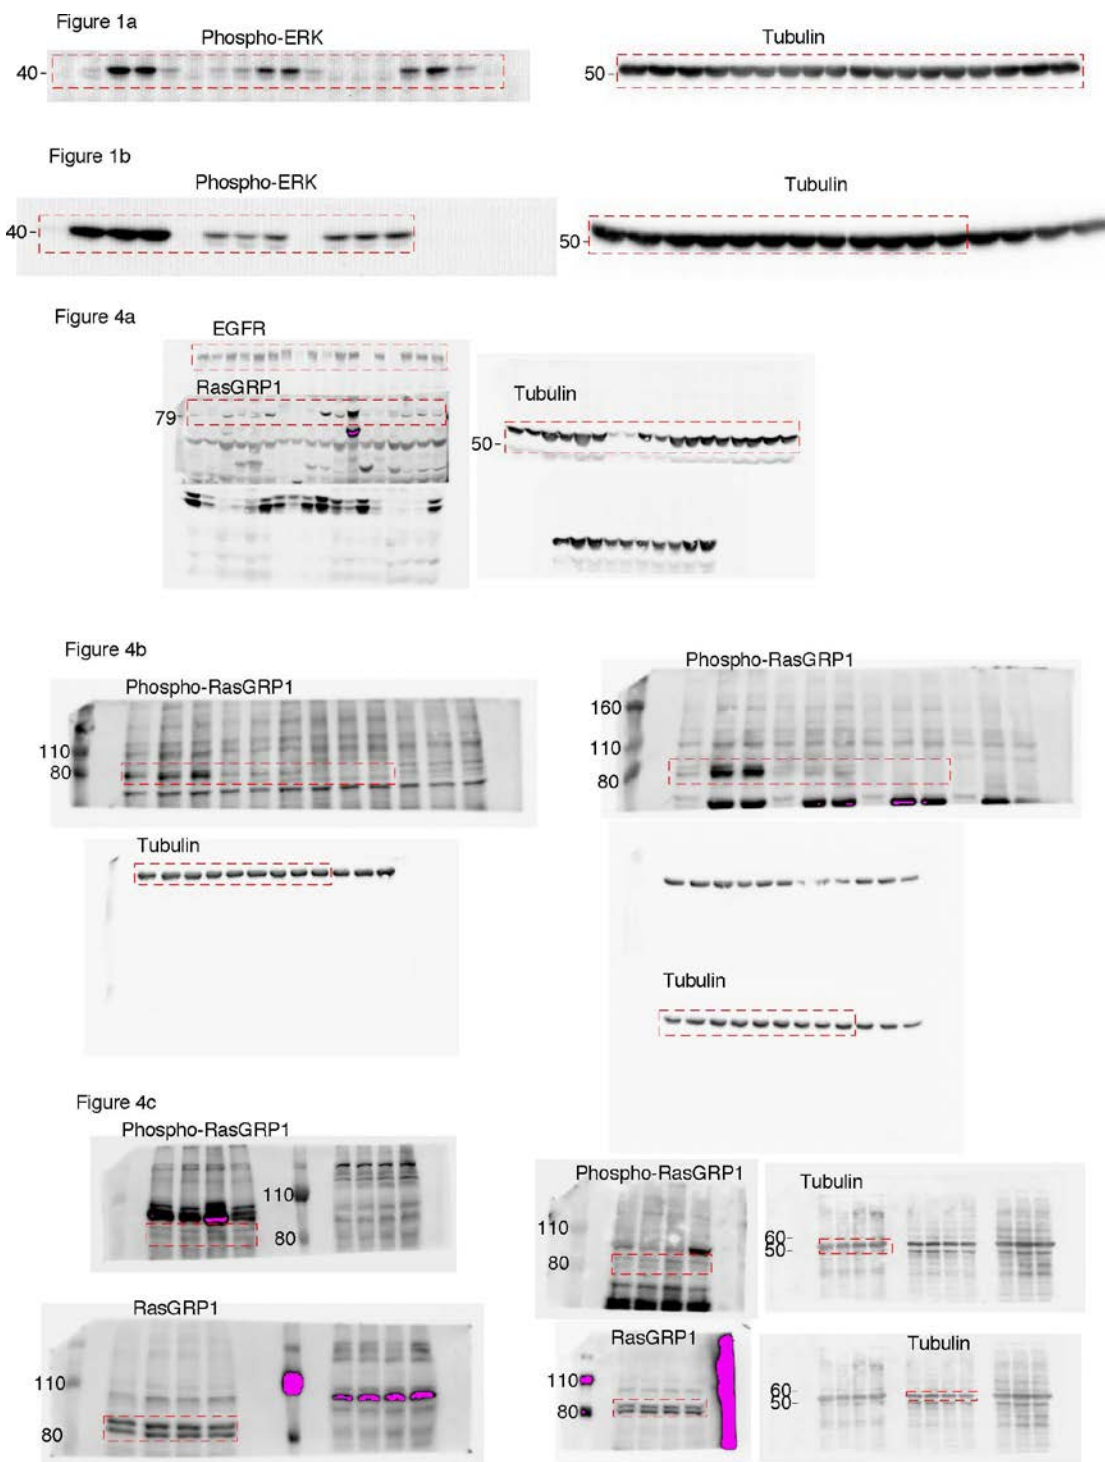 Figure 1a
Phospho-ERK
Tubulin
40-
50-
Figure 1b
Phospho-ERK
Tubulin
40-
50-
Figure 4a
EGFR
RasGRP1
79-
Tubulin
50-
Figure 4b
Phospho-RasGRP1
110
80
Tubulin
Phospho-RasGRP1
160
110
80
Tubulin
Figure 4c
Phospho-RasGRP1
110
80
RasGRP1
110
80
Phospho-RasGRP1
110
80
Tubulin
60-
50-
RasGRP1
110
80
Tubulin
60-
50-